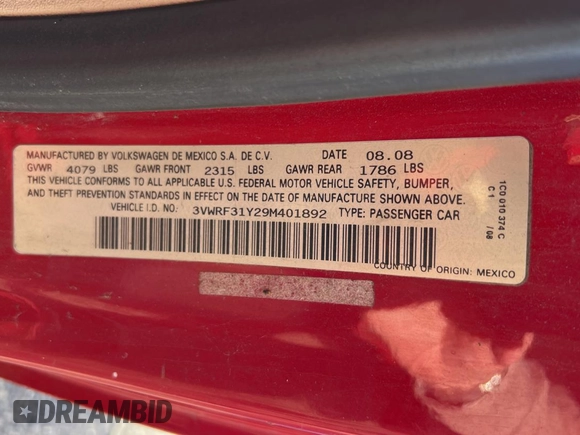 MANUFACTURED BY VOLKSWAGEN DE MEXICO S.A. DE C.V. DATE 08.08
GVWR 4079 LBS GAWR FRONT 2315 LBS GAWR REAR 1786 LBS
THIS VEHICLE CONFORMS TO ALL APPLICABLE U.S. FEDERAL MOTOR VEHICLE SAFETY, BUMPER,
AND THEFT PREVENTION STANDARDS IN EFFECT ON THE DATE OF MANUFACTURE SHOWN ABOVE.
VEHICLE I.D. NO.: 3VWRF31Y29M401892 TYPE: PASSENGER CAR
COUNTRY OF ORIGIN: MEXICO
1C0 010 374 C
C1 /08
DREAMBID